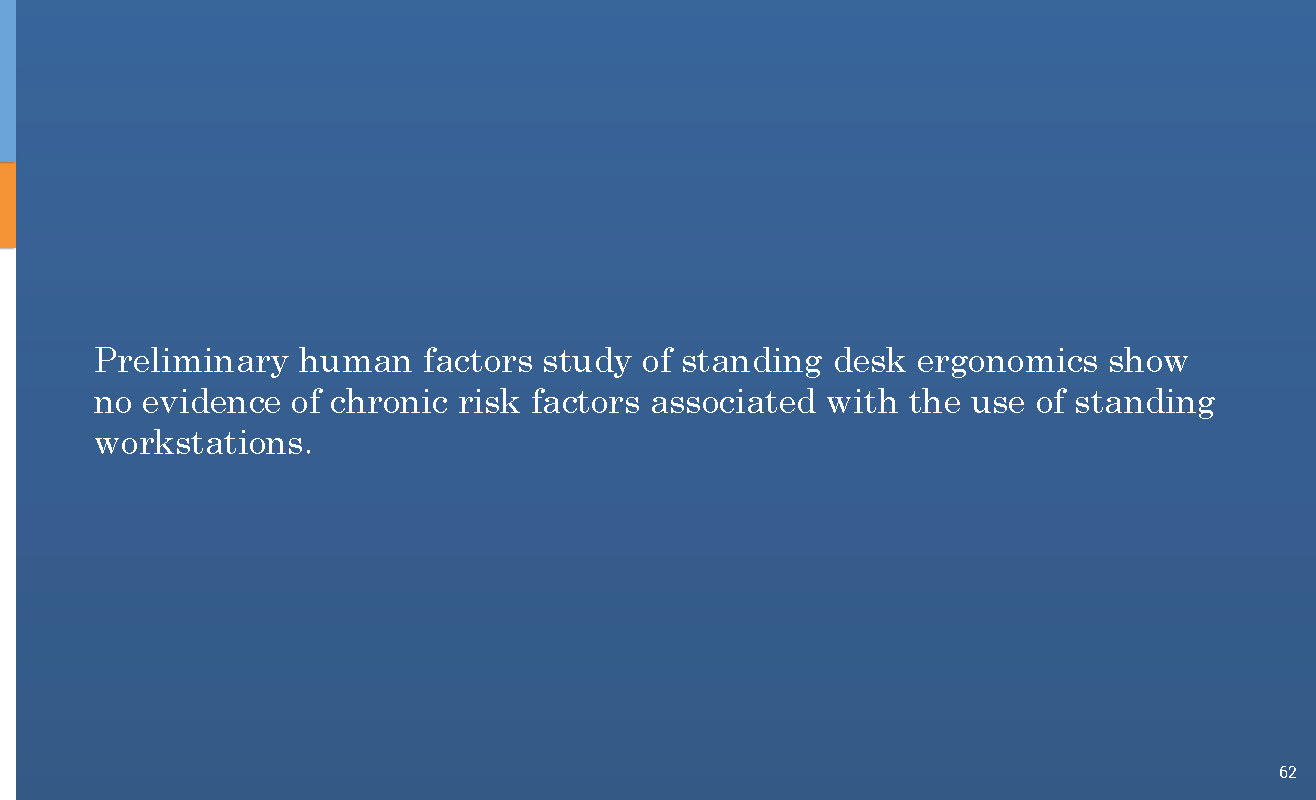 Preliminary human factors study of standing desk ergonomics show
no evidence of chronic risk factors associated with the use of standing
workstations.
62